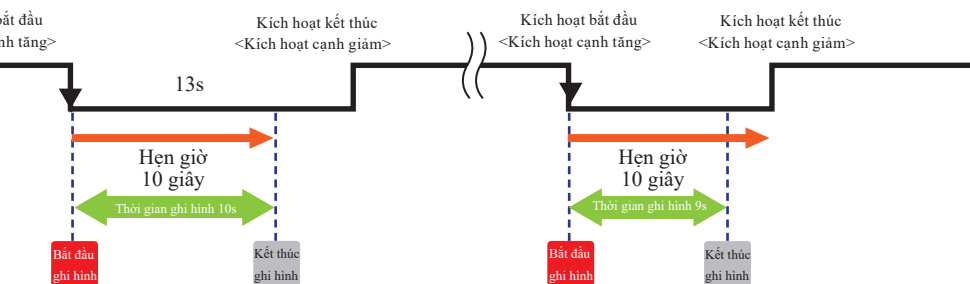 bắt đầu
tăng>
Kích hoạt kết thúc
<Kích hoạt cạnh giảm>
Kích hoạt bắt đầu
<Kích hoạt cạnh tăng>
Kích hoạt kết thúc
<Kích hoạt cạnh giảm>
13s
Hẹn giờ
10 giây
Thời gian ghi hình 10s
Hẹn giờ
10 giây
Thời gian ghi hình 9s
Bắt đầu
ghi hình
Kết thúc
ghi hình
Bắt đầu
ghi hình
Kết thúc
ghi hình